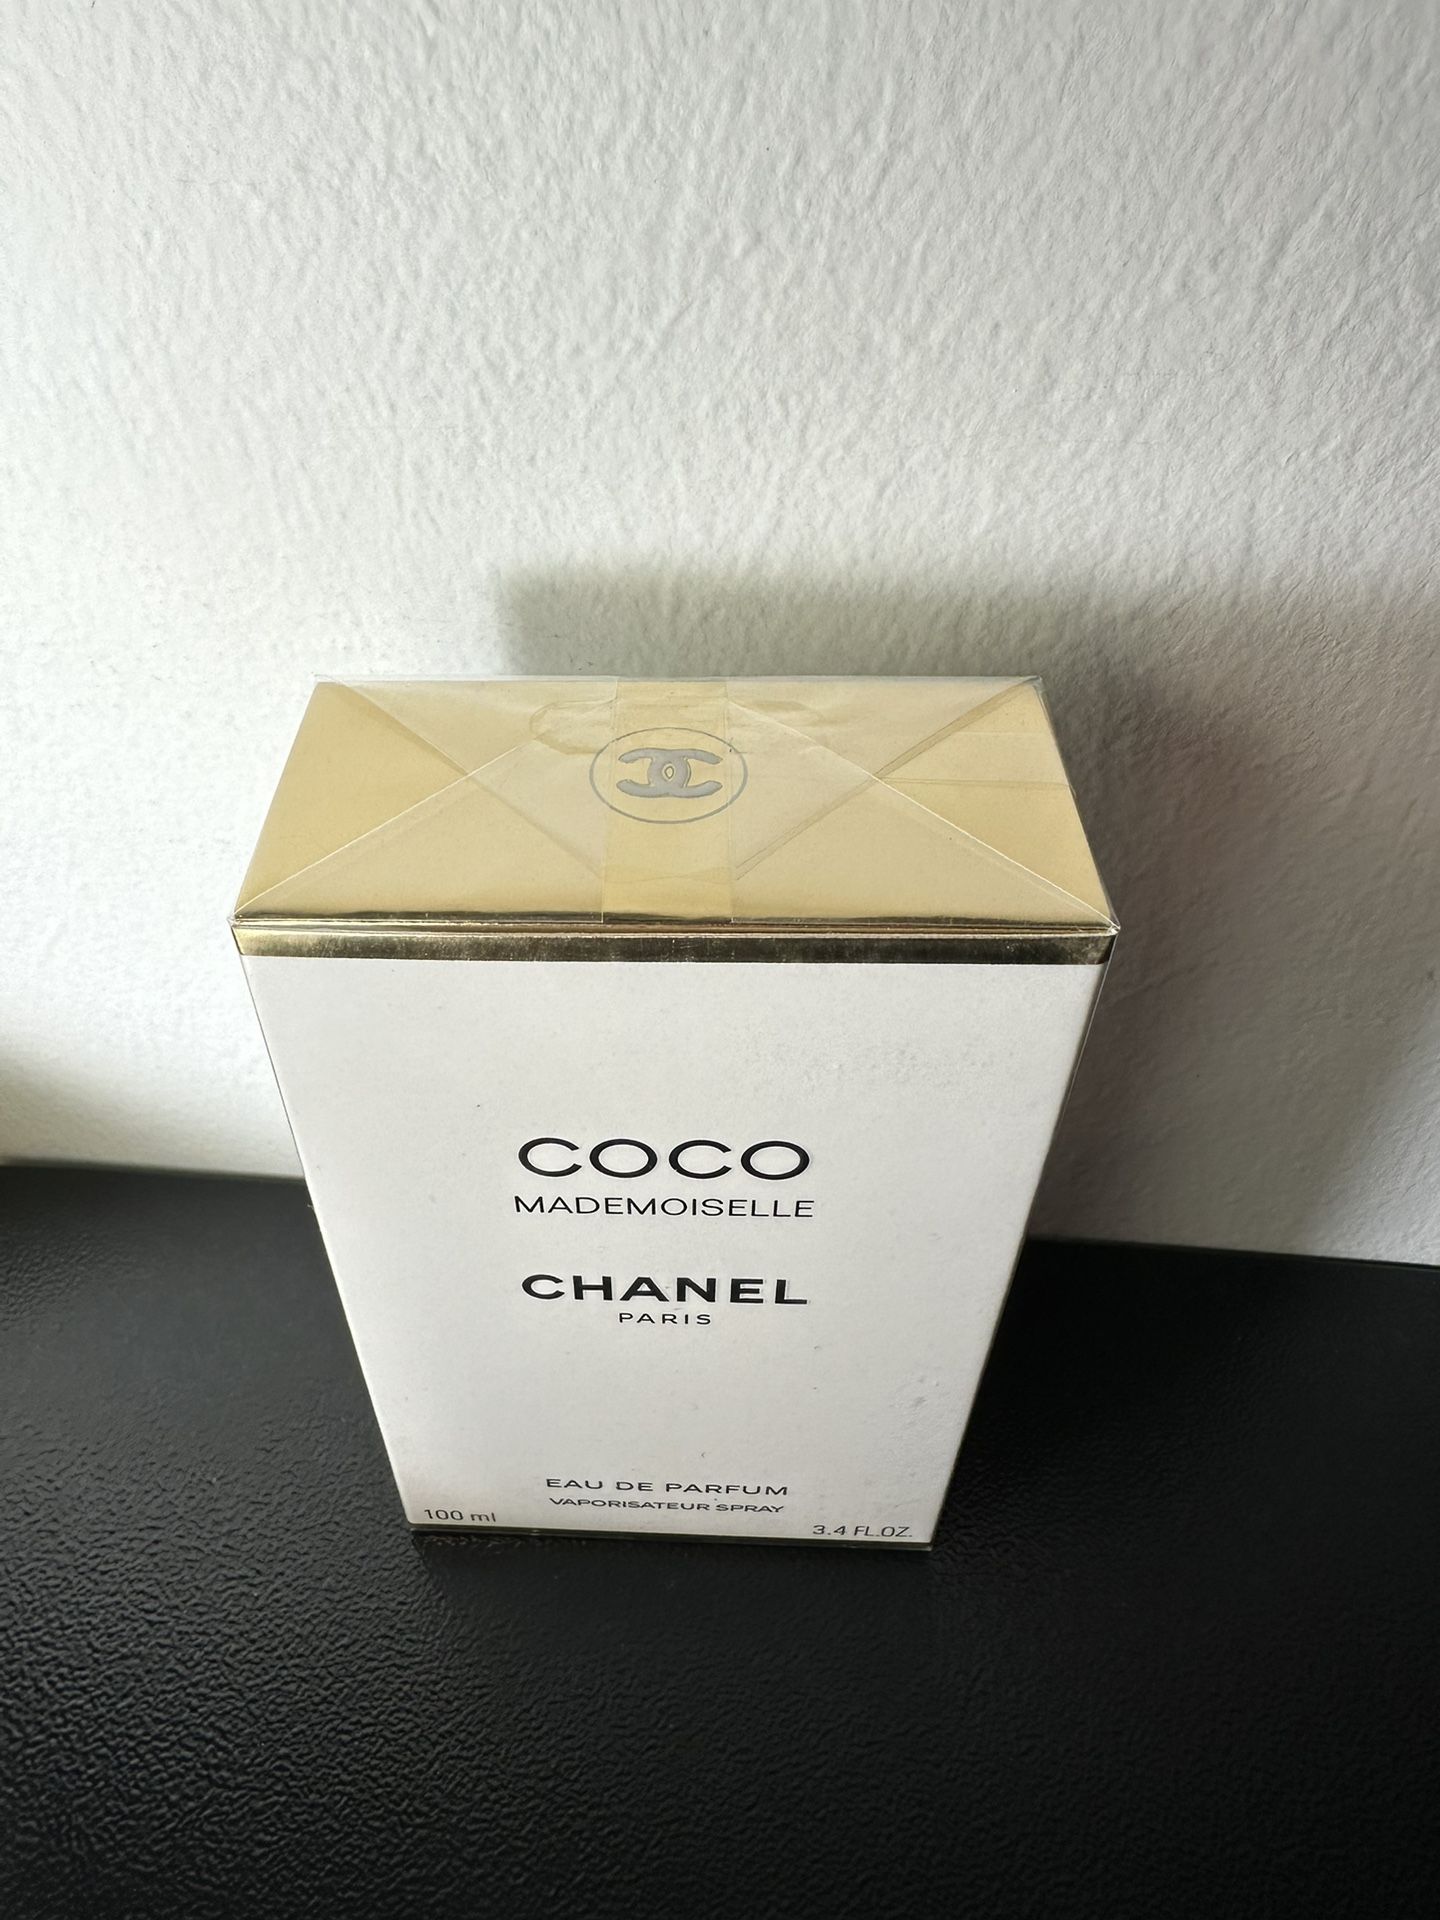 COCO
MADEMOISELLE
CHANEL
PARIS
EAU DE PARFUM
VAPORISATEUR SPRAY
100 ml
3.4 FL.OZ.